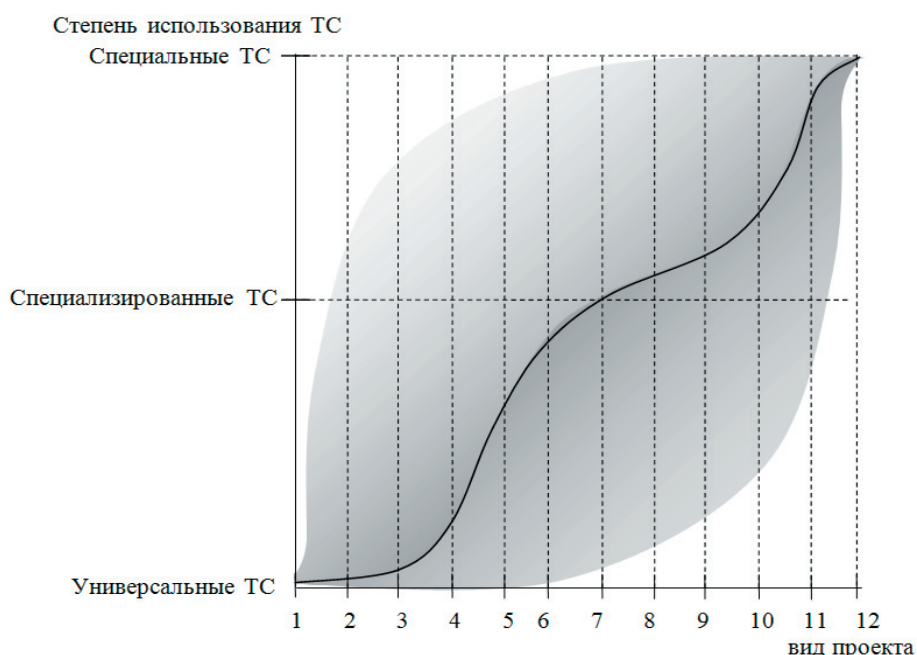 Степень использования ТС
Специальные ТС
Специализированные ТС
Универсальные ТС
1 2 3 4 5 6 7 8 9 10 11 12
вид проекта